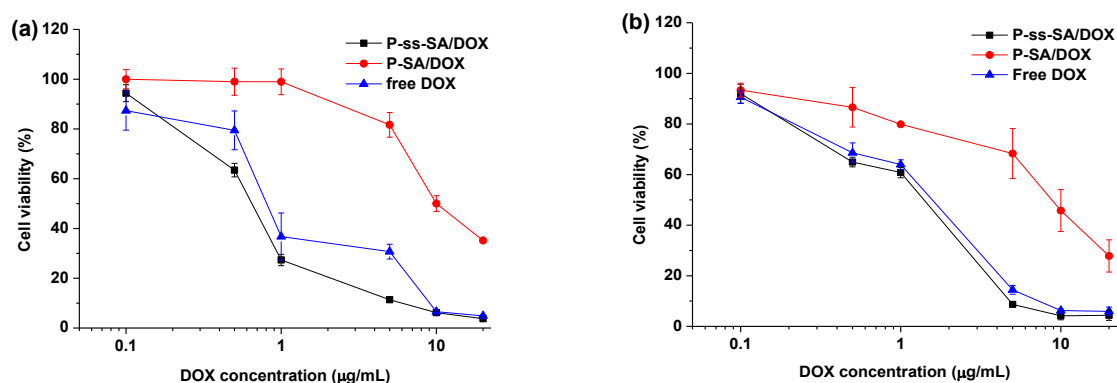 (a)
P-ss-SA/DOX
P-SA/DOX
free DOX
Cell viability (%)
120
100
80
60
40
20
0
0.1
1
10
DOX concentration (μg/mL)
(b)
P-ss-SA/DOX
P-SA/DOX
Free DOX
Cell viability (%)
120
100
80
60
40
20
0
0.1
1
10
DOX concentration (μg/mL)